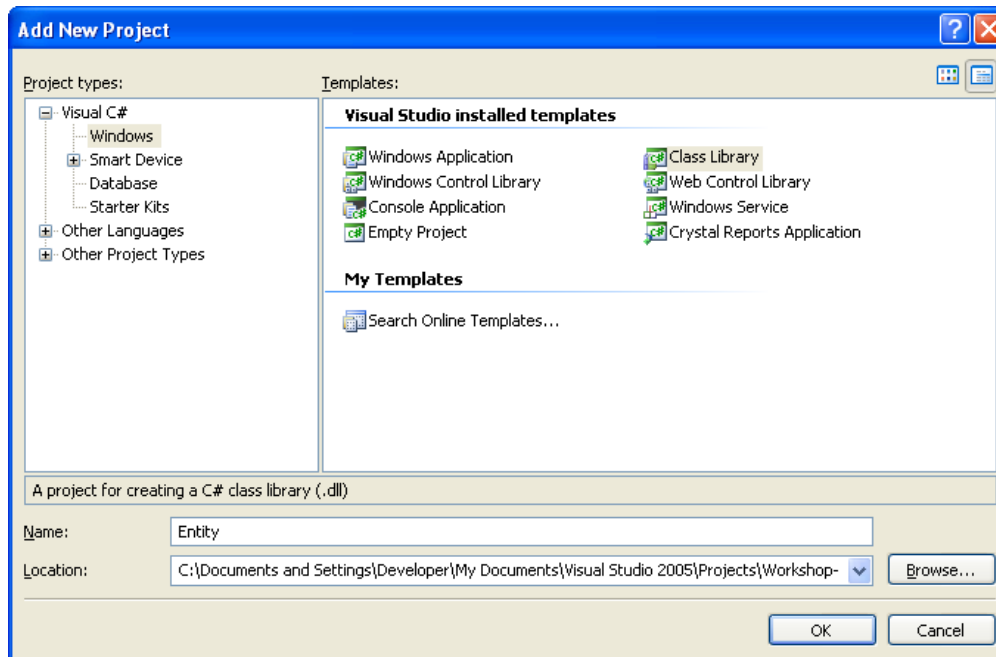 Add New Project
Project types:
Templates:
Visual C#
Windows
Smart Device
Database
Starter Kits
Other Languages
Other Project Types
Visual Studio installed templates
Windows Application
Class Library
Windows Control Library
Web Control Library
Console Application
Windows Service
Empty Project
Crystal Reports Application
My Templates
Search Online Templates...
A project for creating a C# class library (.dll)
Name:
Entity
Location:
C:\Documents and Settings\Developer\My Documents\Visual Studio 2005\Projects\Workshop-
Browse...
OK
Cancel